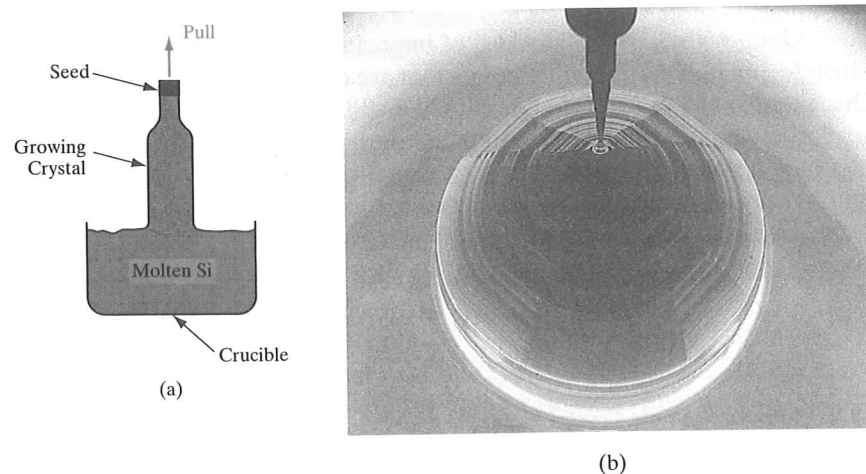 Pull
Seed
Growing
Crystal
Molten Si
Crucible
(a)
(b)